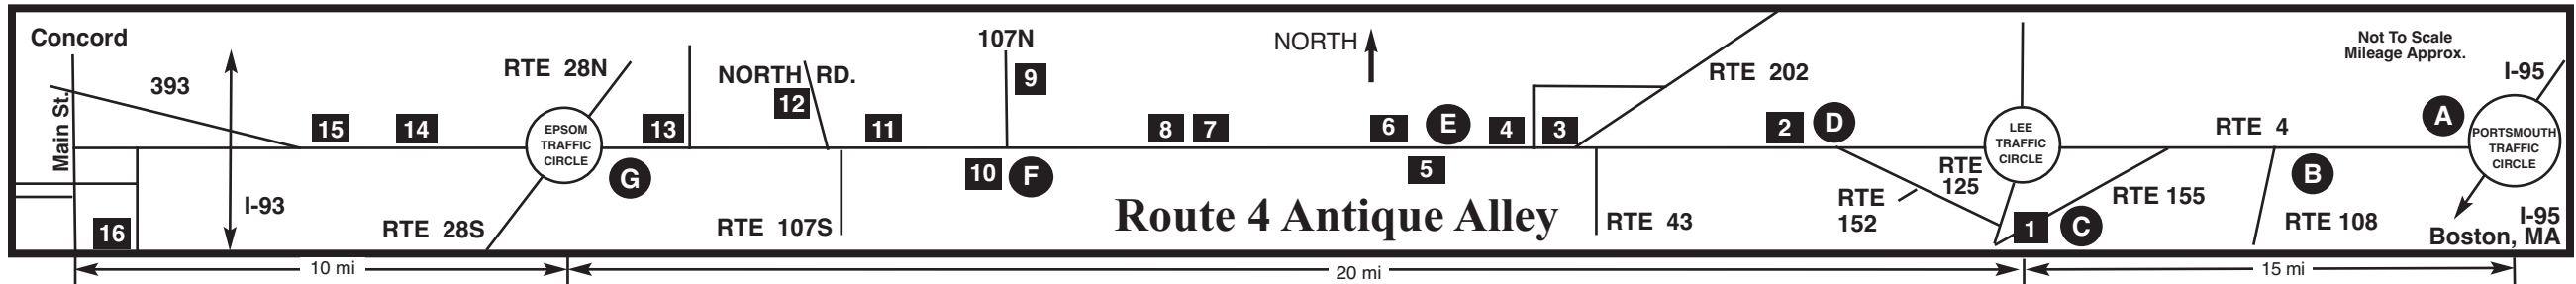 Concord
Main St.
393
I-93
16
15
14
RTE 28N
EPSOM
TRAFFIC
CIRCLE
RTE 28S
G
13
NORTH RD.
12
RTE 107S
11
107N
9
10
F
8
7
NORTH
6
E
5
4
3
Route 4 Antique Alley
RTE 43
RTE 202
2
D
RTE
152
RTE
125
LEE
TRAFFIC
CIRCLE
1
C
RTE 155
RTE 4
B
RTE 108
Not To Scale
Mileage Approx.
I-95
A
PORTSMOUTH
TRAFFIC
CIRCLE
I-95
Boston, MA
10 mi
20 mi
15 mi